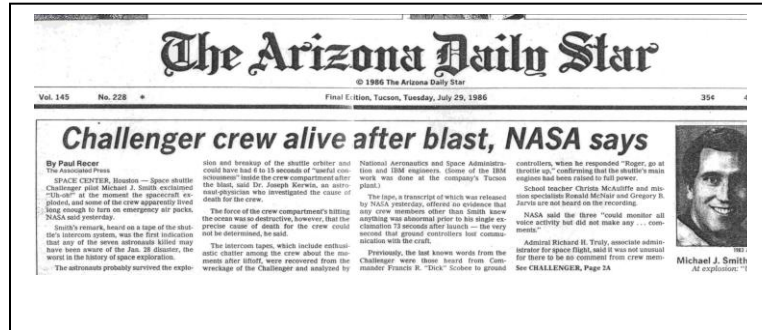 The Arizona Daily Star
© 1986 The Arizona Daily Star
Vol. 145 No. 228 * Final Edition, Tucson, Tuesday, July 29, 1986 35¢
Challenger crew alive after blast, NASA says
By Paul Recer
The Associated Press
SPACE CENTER, Houston — Space shuttle
Challenger pilot Michael J. Smith exclaimed
"Uh-oh!" at the moment the spacecraft ex-
ploded, and some of the crew apparently lived
long enough to turn on emergency air packs,
NASA said yesterday.
Smith's remark, heard on a tape of the shut-
tle's intercom system, was the first indication
that any of the seven astronauts killed may
have been aware of the Jan. 28 disaster, the
worst in the history of space exploration.
The astronauts probably survived the explo-
sion and breakup of the shuttle orbiter and
could have had 6 to 15 seconds of "useful con-
sciousness" inside the crew compartment after
the blast, said Dr. Joseph Kerwin, an astro-
naut-physician who investigated the cause of
death for the crew.
The force of the crew compartment's hitting
the ocean was so destructive, however, that the
precise cause of death for the crew could
not be determined, he said.
The intercom tapes, which include enthusi-
astic chatter among the crew about the mo-
ments after liftoff, were recovered from the
wreckage of the Challenger and analyzed by
National Aeronautics and Space Administra-
tion and IBM engineers. (Some of the IBM
work was done at the company's Tucson
plant.)
The tape, a transcript of which was released
by NASA yesterday, offered no evidence that
any crew members other than Smith knew
anything was abnormal prior to his single ex-
clamation 73 seconds after launch — the very
second that ground controllers lost commu-
nication with the craft.
Previously, the last known words from the
Challenger were those heard from Com-
mander Francis R. "Dick" Scobee to ground
controllers, when he responded "Roger, go at
throttle up," confirming that the shuttle's main
engines had been raised to full power.
School teacher Christa McAuliffe and mis-
sion specialists Ronald McNair and Gregory B.
Jarvis are not heard on the recording.
NASA said the three "could monitor all
voice activity but did not make any . . . com-
ments."
Admiral Richard H. Truly, associate admin-
istrator for space flight, said it was not unusual
for there to be no comment from crew mem-
See CHALLENGER, Page 2A
Michael J. Smith
At explosion: "